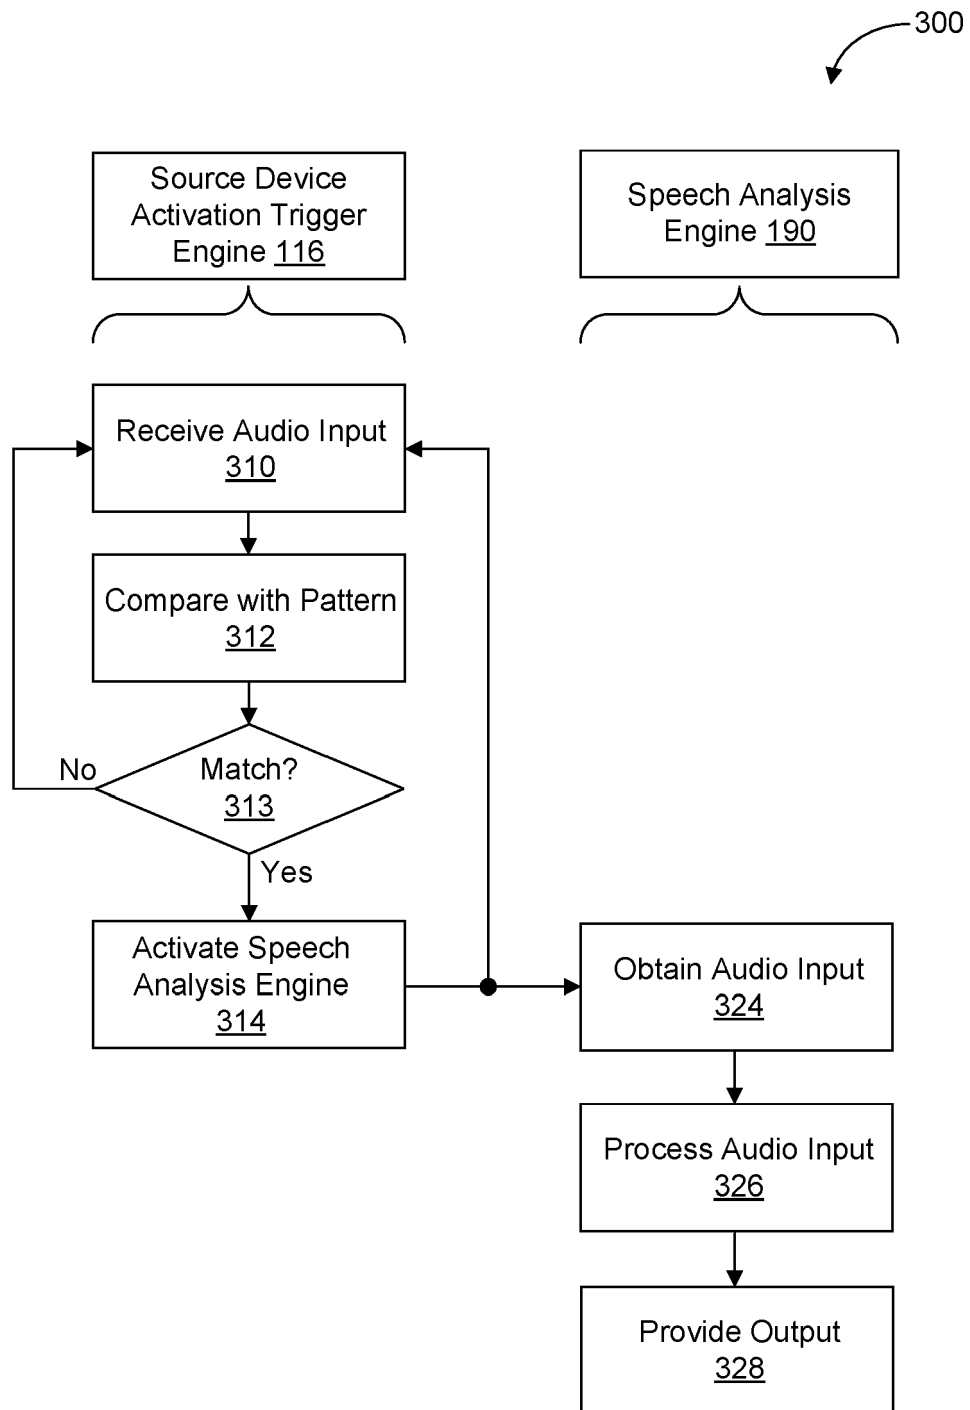 300
Source Device
Activation Trigger
Engine 116
Speech Analysis
Engine 190
Receive Audio Input
310
Compare with Pattern
312
Match?
313
No
Yes
Activate Speech
Analysis Engine
314
Obtain Audio Input
324
Process Audio Input
326
Provide Output
328